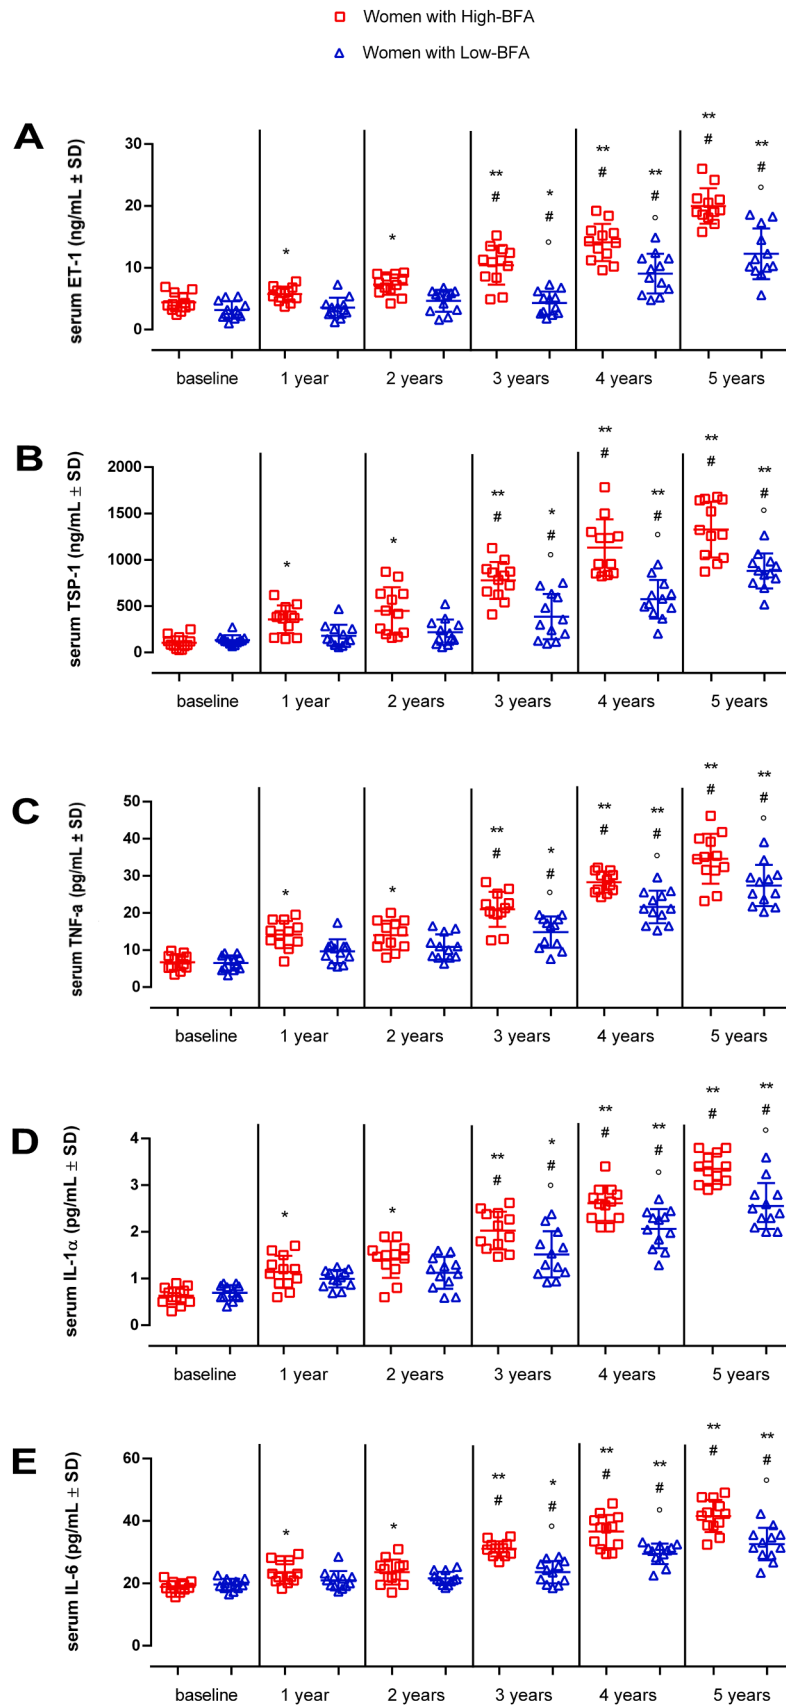 Women with High-BFA
Women with Low-BFA
A
serum ET-1 (ng/mL ± SD)
30
20
10
0
* * ** # * # ° ** # ** # ° ** # ** # °
baseline 1 year 2 years 3 years 4 years 5 years
B
serum TSP-1 (ng/mL ± SD)
2000
1500
1000
500
0
* * ** # * # ° ** # ** # ° ** # ** # °
baseline 1 year 2 years 3 years 4 years 5 years
C
serum TNF-a (pg/mL ± SD)
50
40
30
20
10
0
* * ** # * # ° ** # ** # ° ** # ** # °
baseline 1 year 2 years 3 years 4 years 5 years
D
serum IL-1α (pg/mL ± SD)
4
3
2
1
0
* * ** # * # ° ** # ** # ° ** # ** # °
baseline 1 year 2 years 3 years 4 years 5 years
E
serum IL-6 (pg/mL ± SD)
60
40
20
0
* * ** # * # ° ** # ** # ° ** # ** # °
baseline 1 year 2 years 3 years 4 years 5 years